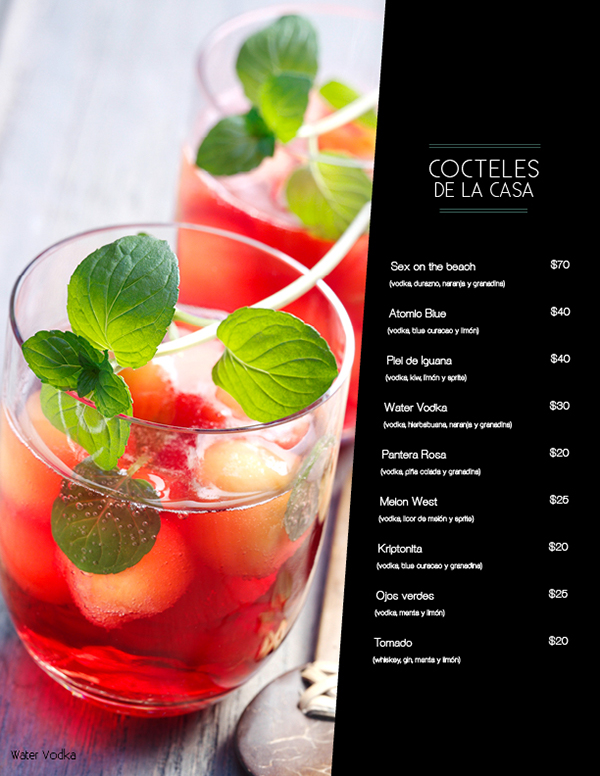 COCTELES
DE LA CASA
Sex on the beach $70
(vodka, durazno, naranja y granadina)
Atomio Blue $40
(vodka, blue curacao y limón)
Piel de Iguana $40
(vodka, kiwi, limón y sprite)
Water Vodka $30
(vodka, hierbabuena, naranja y granadina)
Pantera Rosa $20
(vodka, piña colada y granadina)
Melon West $25
(vodka, licor de melón y sprite)
Kriptonita $20
(vodka, blue curacao y granadina)
Ojos verdes $25
(vodka, menta y limón)
Tornado $20
(whiskey, gin, menta y limón)
Water Vodka